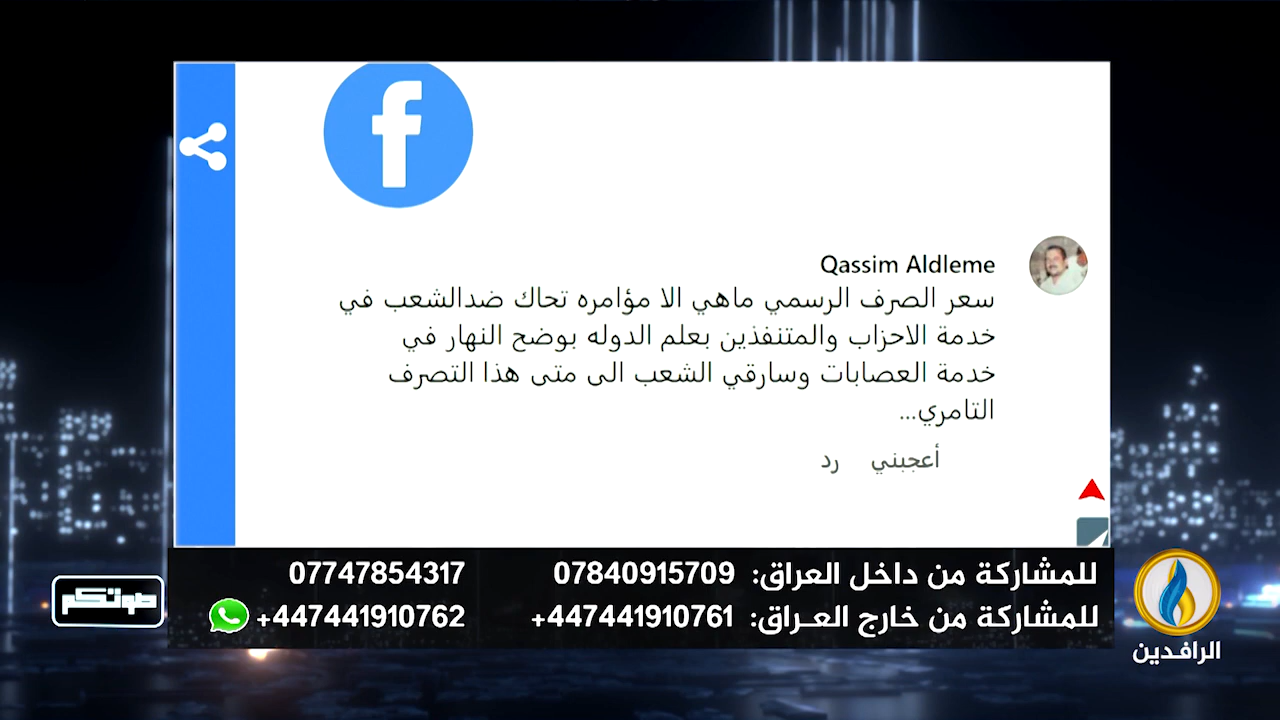 f
Qassim Aldleme
سعر الصرف الرسمي ماهي الا مؤامره تحاك ضدالشعب في
خدمة الاحزاب والمتنفذين بعلم الدوله بوضح النهار في
خدمة العصابات وسارقي الشعب الى متى هذا التصرف
التامري...
أعجبني رد
للمشاركة من داخل العراق: 07840915709 07747854317
للمشاركة من خارج العـراق: 447441910761+ 447441910762+
صوتكم
الرافدين